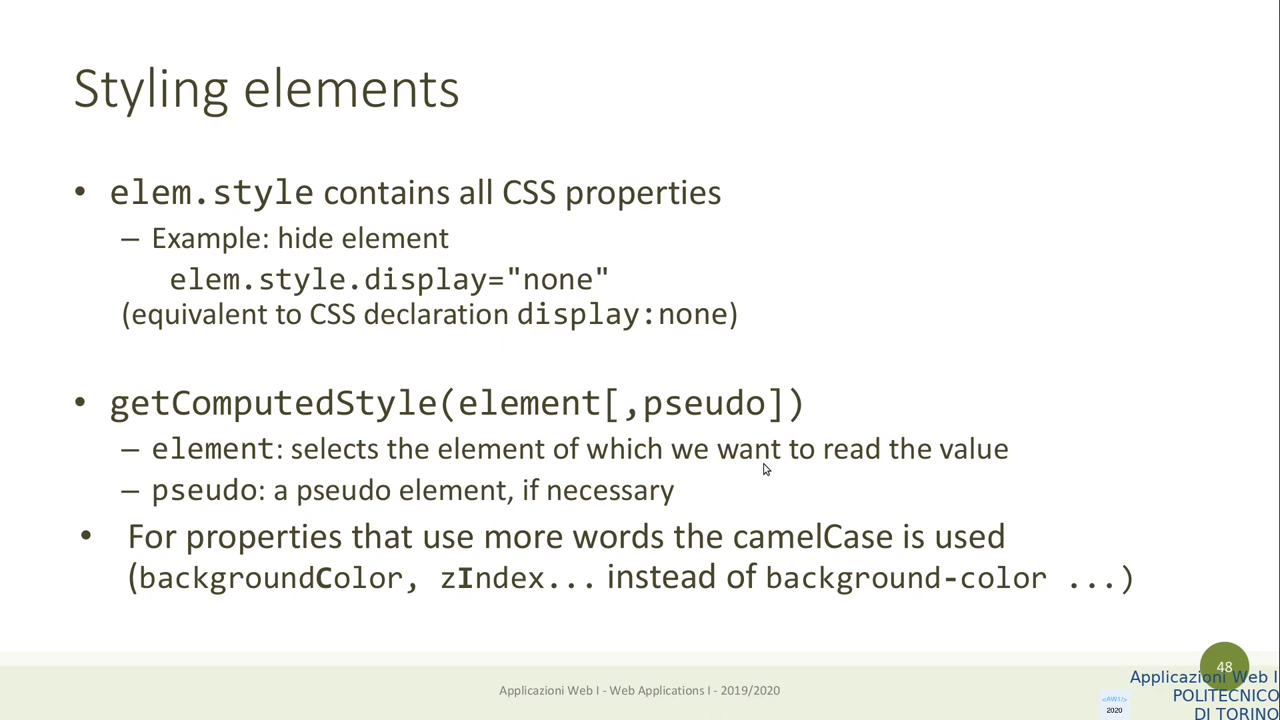 Styling elements
• elem.style contains all CSS properties
– Example: hide element
elem.style.display="none"
(equivalent to CSS declaration display:none)
• getComputedStyle(element[,pseudo])
– element: selects the element of which we want to read the value
– pseudo: a pseudo element, if necessary
• For properties that use more words the camelCase is used
(backgroundColor, zIndex... instead of background-color ...)
48
Applicazioni Web I - Web Applications I - 2019/2020
Applicazioni Web I
POLITECNICO
DI TORINO
<AW1/>
2020